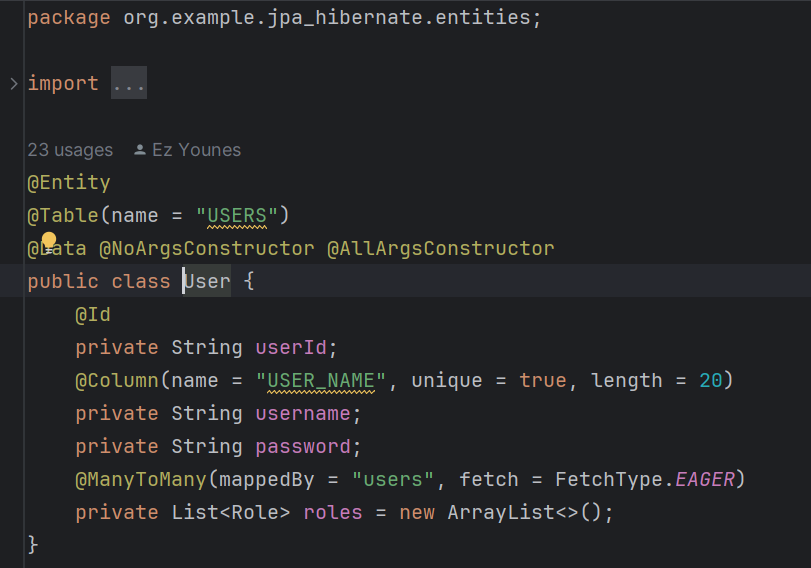 package org.example.jpa_hibernate.entities;
import ...
23 usages Ez Younes
@Entity
@Table(name = "USERS")
@Data @NoArgsConstructor @AllArgsConstructor
public class User {
    @Id
    private String userId;
    @Column(name = "USER_NAME", unique = true, length = 20)
    private String username;
    private String password;
    @ManyToMany(mappedBy = "users", fetch = FetchType.EAGER)
    private List<Role> roles = new ArrayList<>();
}